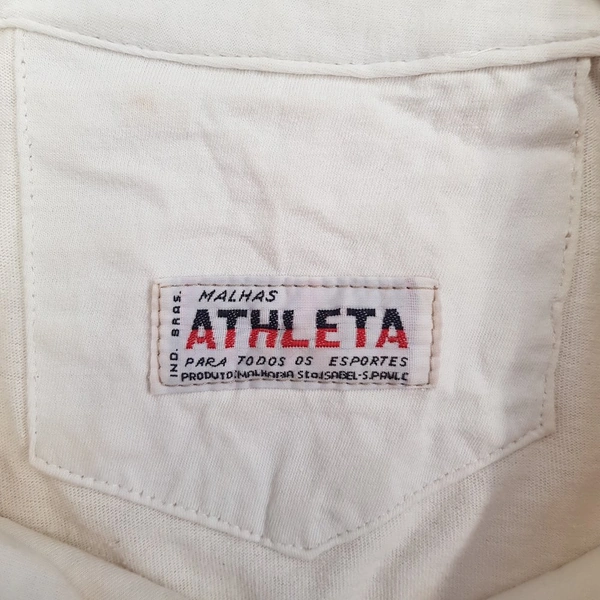 IND. BRAS.
MALHAS
ATHLETA
PARA TODOS OS ESPORTES
PRODUTO MALHARIA Sta ISABEL-S.PAULO